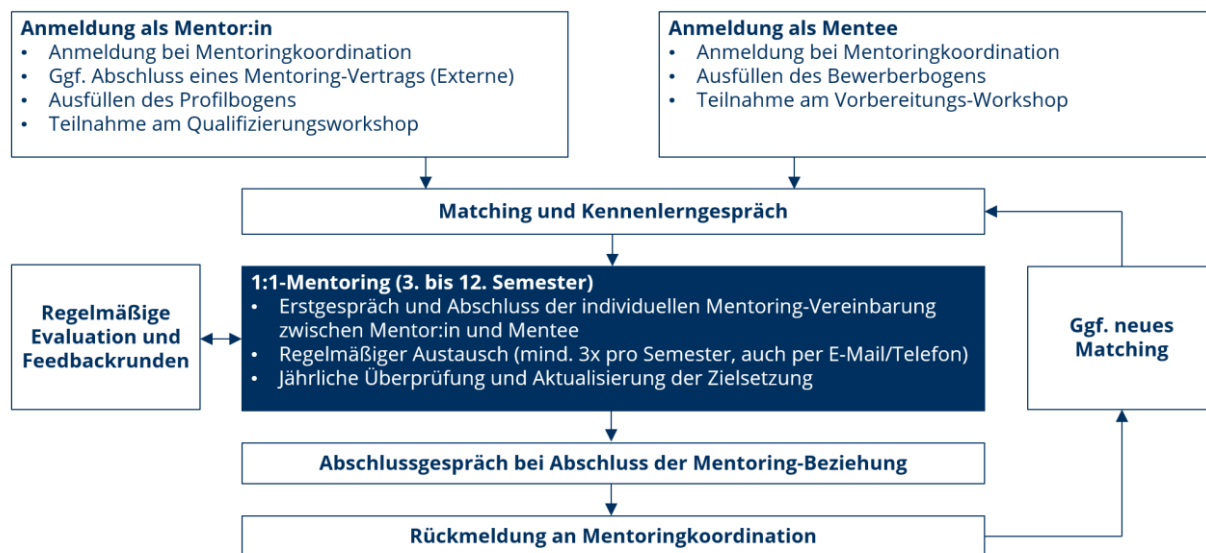 Anmeldung als Mentor:in
• Anmeldung bei Mentoringkoordination
• Ggf. Abschluss eines Mentoring-Vertrags (Externe)
• Ausfüllen des Profilbogens
• Teilnahme am Qualifizierungsworkshop
Anmeldung als Mentee
• Anmeldung bei Mentoringkoordination
• Ausfüllen des Bewerberbogens
• Teilnahme am Vorbereitungs-Workshop
Matching und Kennenlerngespräch
Regelmäßige
Evaluation und
Feedbackrunden
1:1-Mentoring (3. bis 12. Semester)
• Erstgespräch und Abschluss der individuellen Mentoring-Vereinbarung
zwischen Mentor:in und Mentee
• Regelmäßiger Austausch (mind. 3x pro Semester, auch per E-Mail/Telefon)
• Jährliche Überprüfung und Aktualisierung der Zielsetzung
Ggf. neues
Matching
Abschlussgespräch bei Abschluss der Mentoring-Beziehung
Rückmeldung an Mentoringkoordination